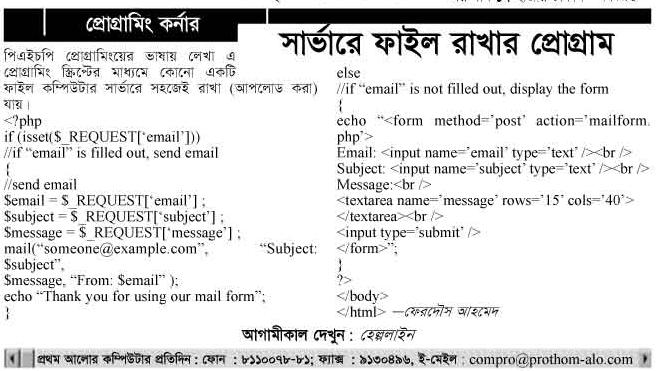 প্রোগ্রামিং কর্নার
সার্ভারে ফাইল রাখার প্রোগ্রাম
পিএইচপি প্রোগ্রামিংয়ের ভাষায় লেখা এ
প্রোগ্রামিং স্ক্রিপ্টের মাধ্যমে কোনো একটি
ফাইল কম্পিউটার সার্ভারে সহজেই রাখা (আপলোড করা)
যায়।
<?php
if (isset($_REQUEST[‘email’]))
//if “email” is filled out, send email
{
//send email
$email = $_REQUEST[‘email’] ;
$subject = $_REQUEST[‘subject’] ;
$message = $_REQUEST[‘message’] ;
mail(“someone@example.com”, “Subject:
$subject”,
$message, “From: $email” );
echo “Thank you for using our mail form”;
}
else
//if “email” is not filled out, display the form
{
echo “<form method=’post’ action=’mailform.
php’>
Email: <input name=’email’ type=’text’ /><br />
Subject: <input name=’subject’ type=’text’ /><br />
Message:<br />
<textarea name=’message’ rows=’15’ cols=’40’>
</textarea><br />
<input type=’submit’ />
</form>”;
}
?>
</body>
</html> —ফেরদৌস আহমেদ
আগামীকাল দেখুন : হেল্পলাইন
প্রথম আলোর কম্পিউটার প্রতিদিন : ফোন : ৮১১০০৭৮-৮১; ফ্যাক্স : ৯১৩০৪৯৬, ই-মেইল : compro@prothom-alo.com